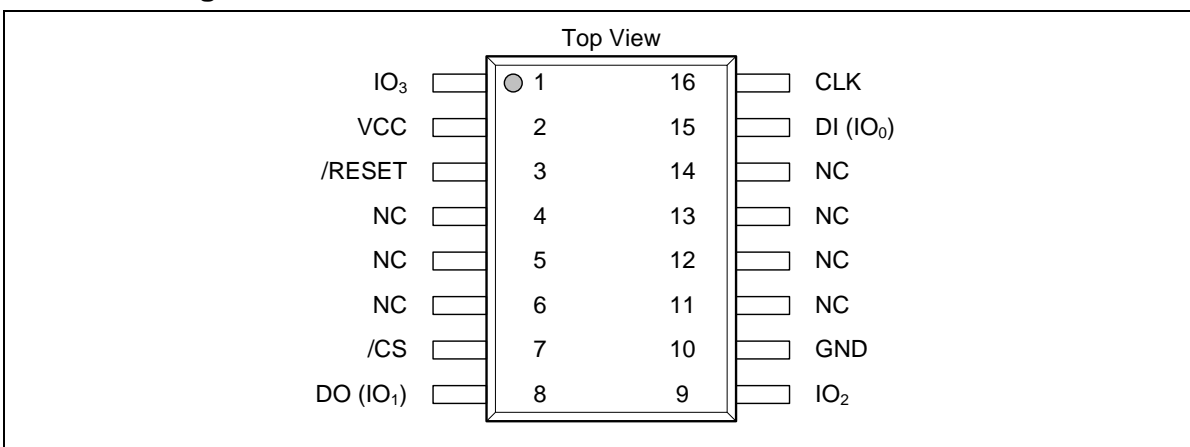 Top View
IO₃ 1 16 CLK
VCC 2 15 DI (IO₀)
/RESET 3 14 NC
NC 4 13 NC
NC 5 12 NC
NC 6 11 NC
/CS 7 10 GND
DO (IO₁) 8 9 IO₂